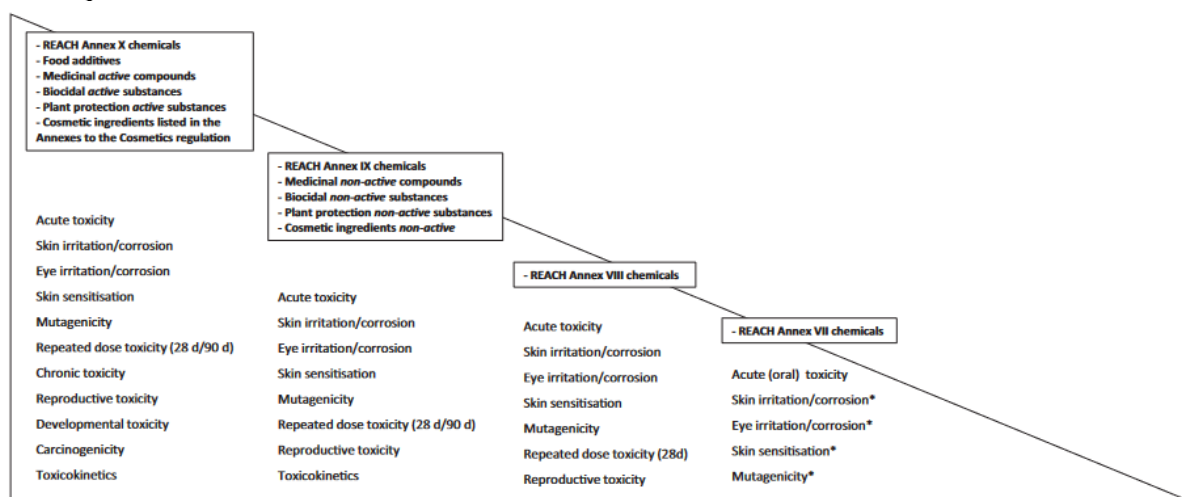 - REACH Annex X chemicals
- Food additives
- Medicinal active compounds
- Biocidal active substances
- Plant protection active substances
- Cosmetic ingredients listed in the
Annexes to the Cosmetics regulation
Acute toxicity
Skin irritation/corrosion
Eye irritation/corrosion
Skin sensitisation
Mutagenicity
Repeated dose toxicity (28 d/90 d)
Chronic toxicity
Reproductive toxicity
Developmental toxicity
Carcinogenicity
Toxicokinetics
- REACH Annex IX chemicals
- Medicinal non-active compounds
- Biocidal non-active substances
- Plant protection non-active substances
- Cosmetic ingredients non-active
Acute toxicity
Skin irritation/corrosion
Eye irritation/corrosion
Skin sensitisation
Mutagenicity
Repeated dose toxicity (28 d/90 d)
Reproductive toxicity
Toxicokinetics
- REACH Annex VIII chemicals
Acute toxicity
Skin irritation/corrosion
Eye irritation/corrosion
Skin sensitisation
Mutagenicity
Repeated dose toxicity (28d)
Reproductive toxicity
- REACH Annex VII chemicals
Acute (oral) toxicity
Skin irritation/corrosion*
Eye irritation/corrosion*
Skin sensitisation*
Mutagenicity*